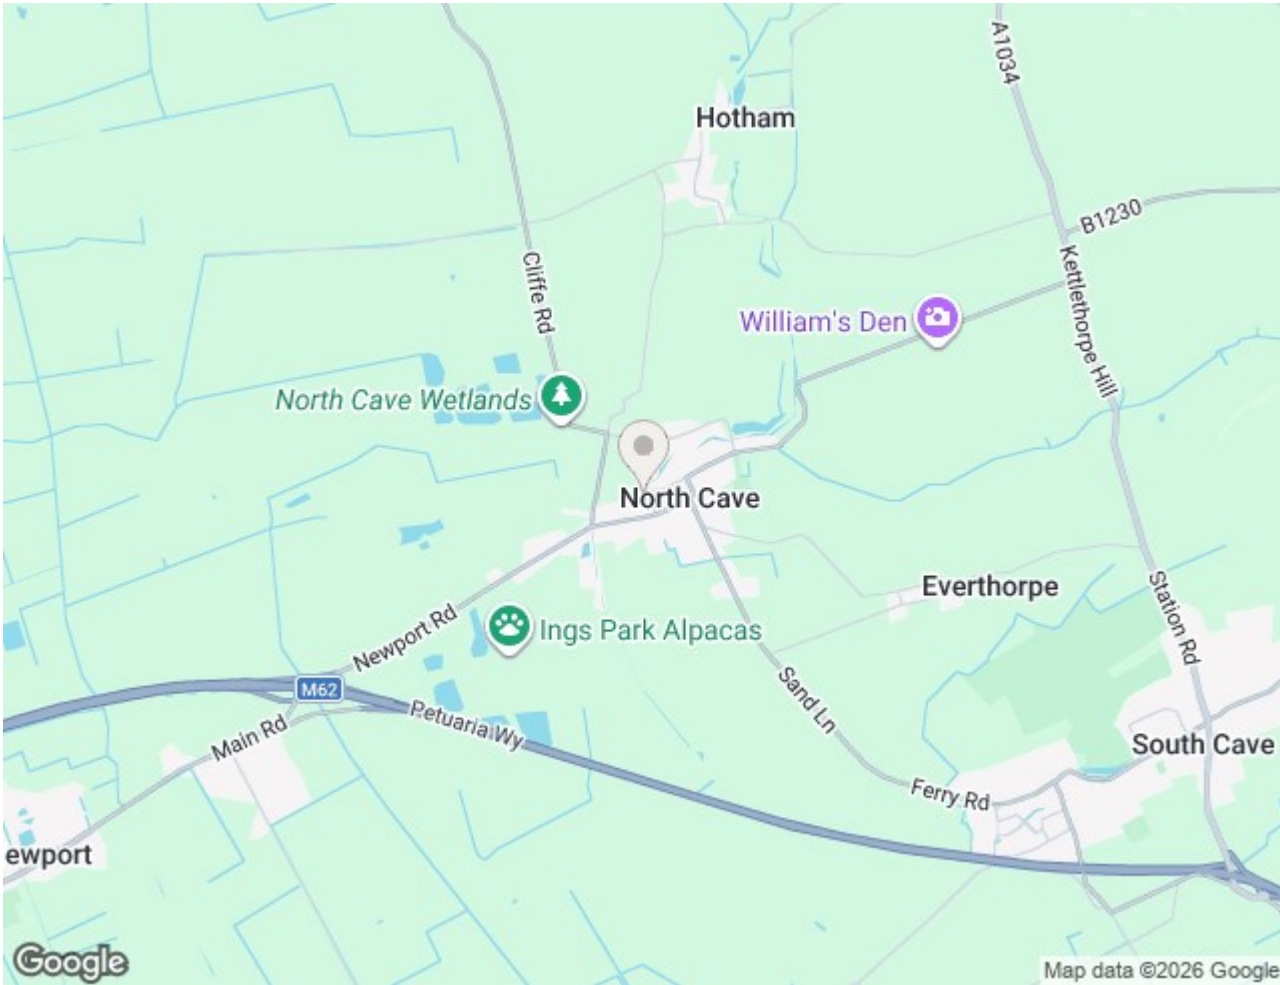 A1034
Hotham
B1230
Cliffe Rd
Kettlethorpe Hill
William's Den
North Cave Wetlands
North Cave
Everthorpe
Station Rd
Newport Rd
Ings Park Alpacas
M62
Sand Ln
Petuaria Wy
Main Rd
South Cave
Ferry Rd
ewport
Google
Map data ©2026 Google